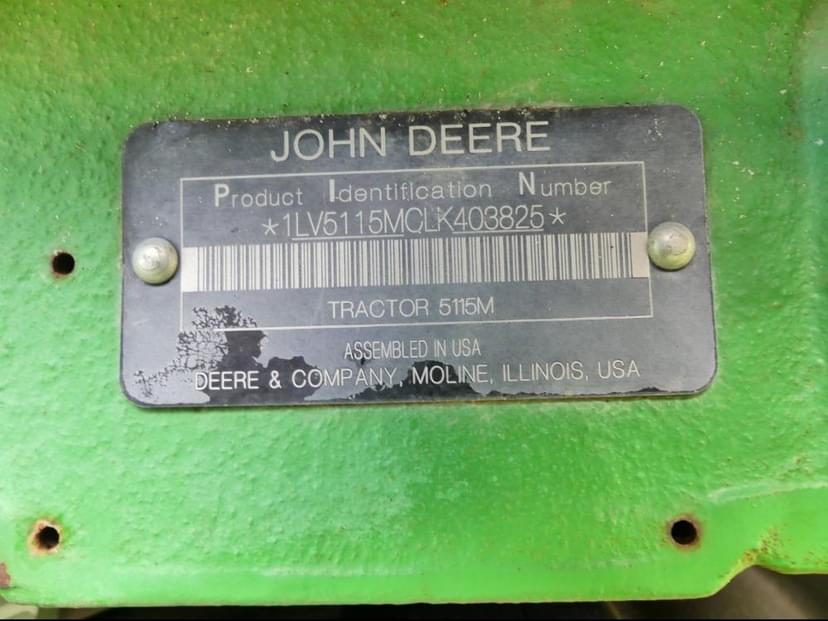 JOHN DEERE
Product Identification Number
*1LV5115MCLK403825*
TRACTOR 5115M
ASSEMBLED IN USA
DEERE & COMPANY, MOLINE, ILLINOIS, USA